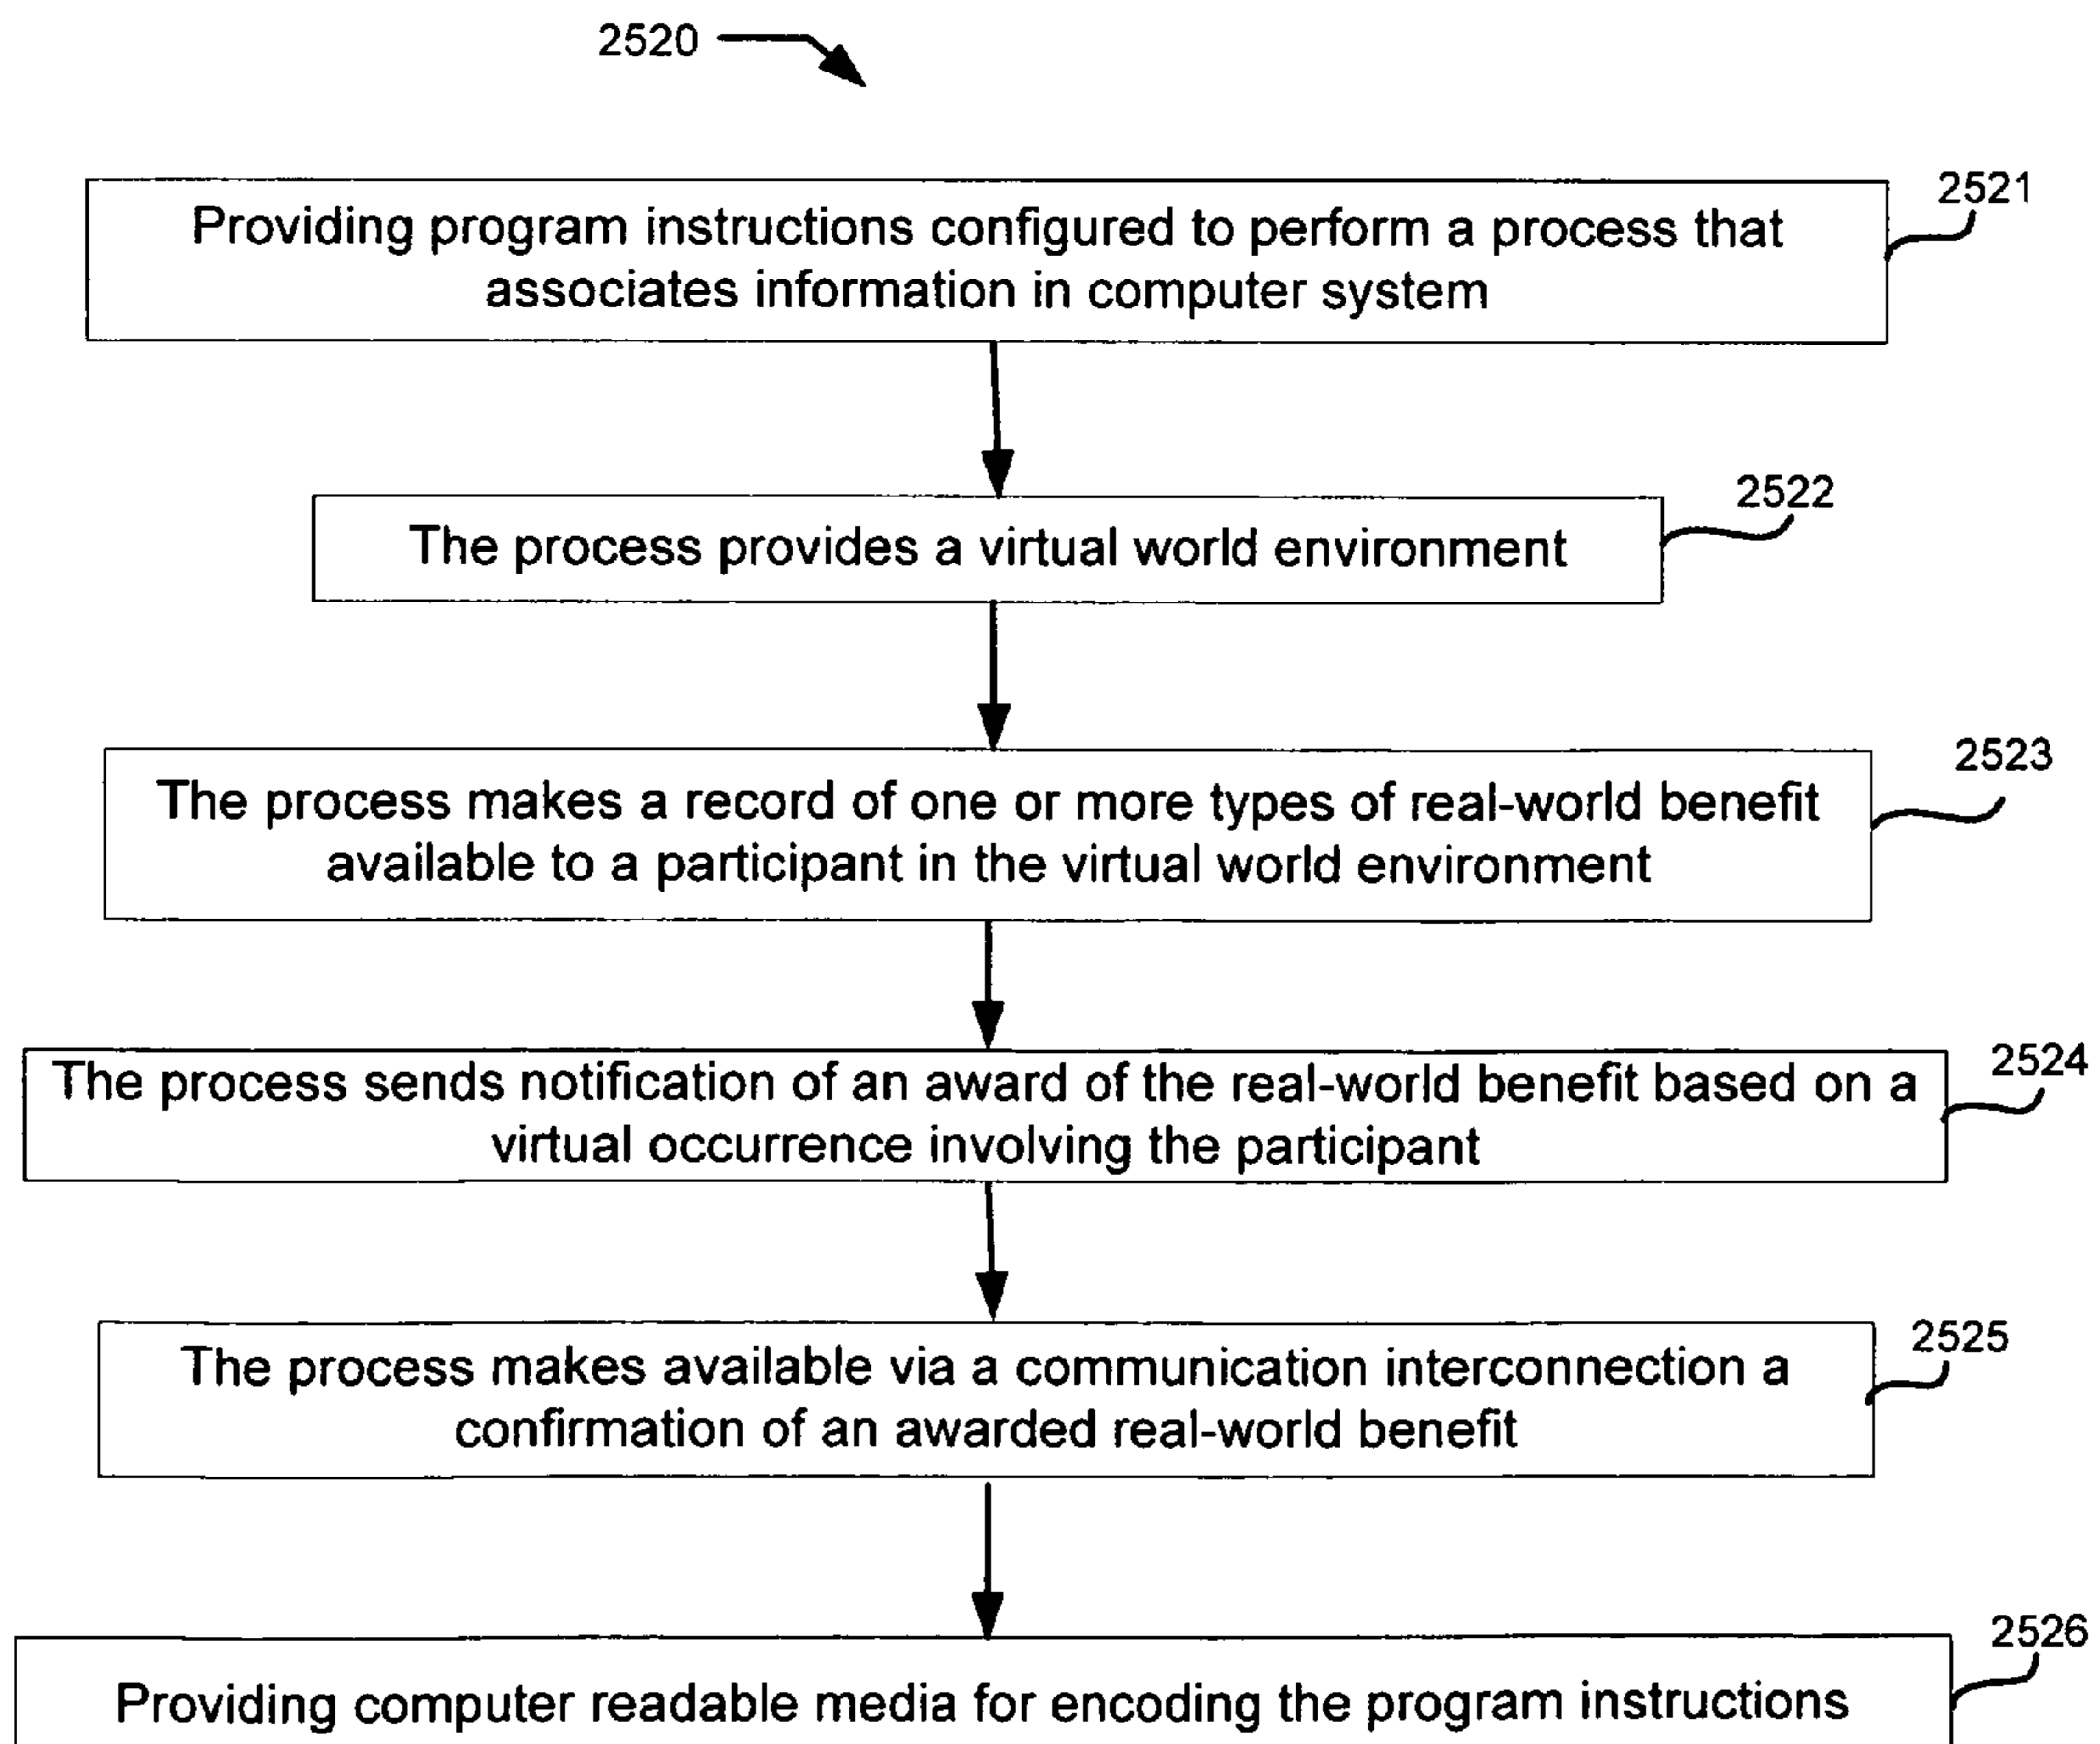 2520
2521
Providing program instructions configured to perform a process that
associates information in computer system
2522
The process provides a virtual world environment
2523
The process makes a record of one or more types of real-world benefit
available to a participant in the virtual world environment
2524
The process sends notification of an award of the real-world benefit based on a
virtual occurrence involving the participant
2525
The process makes available via a communication interconnection a
confirmation of an awarded real-world benefit
2526
Providing computer readable media for encoding the program instructions